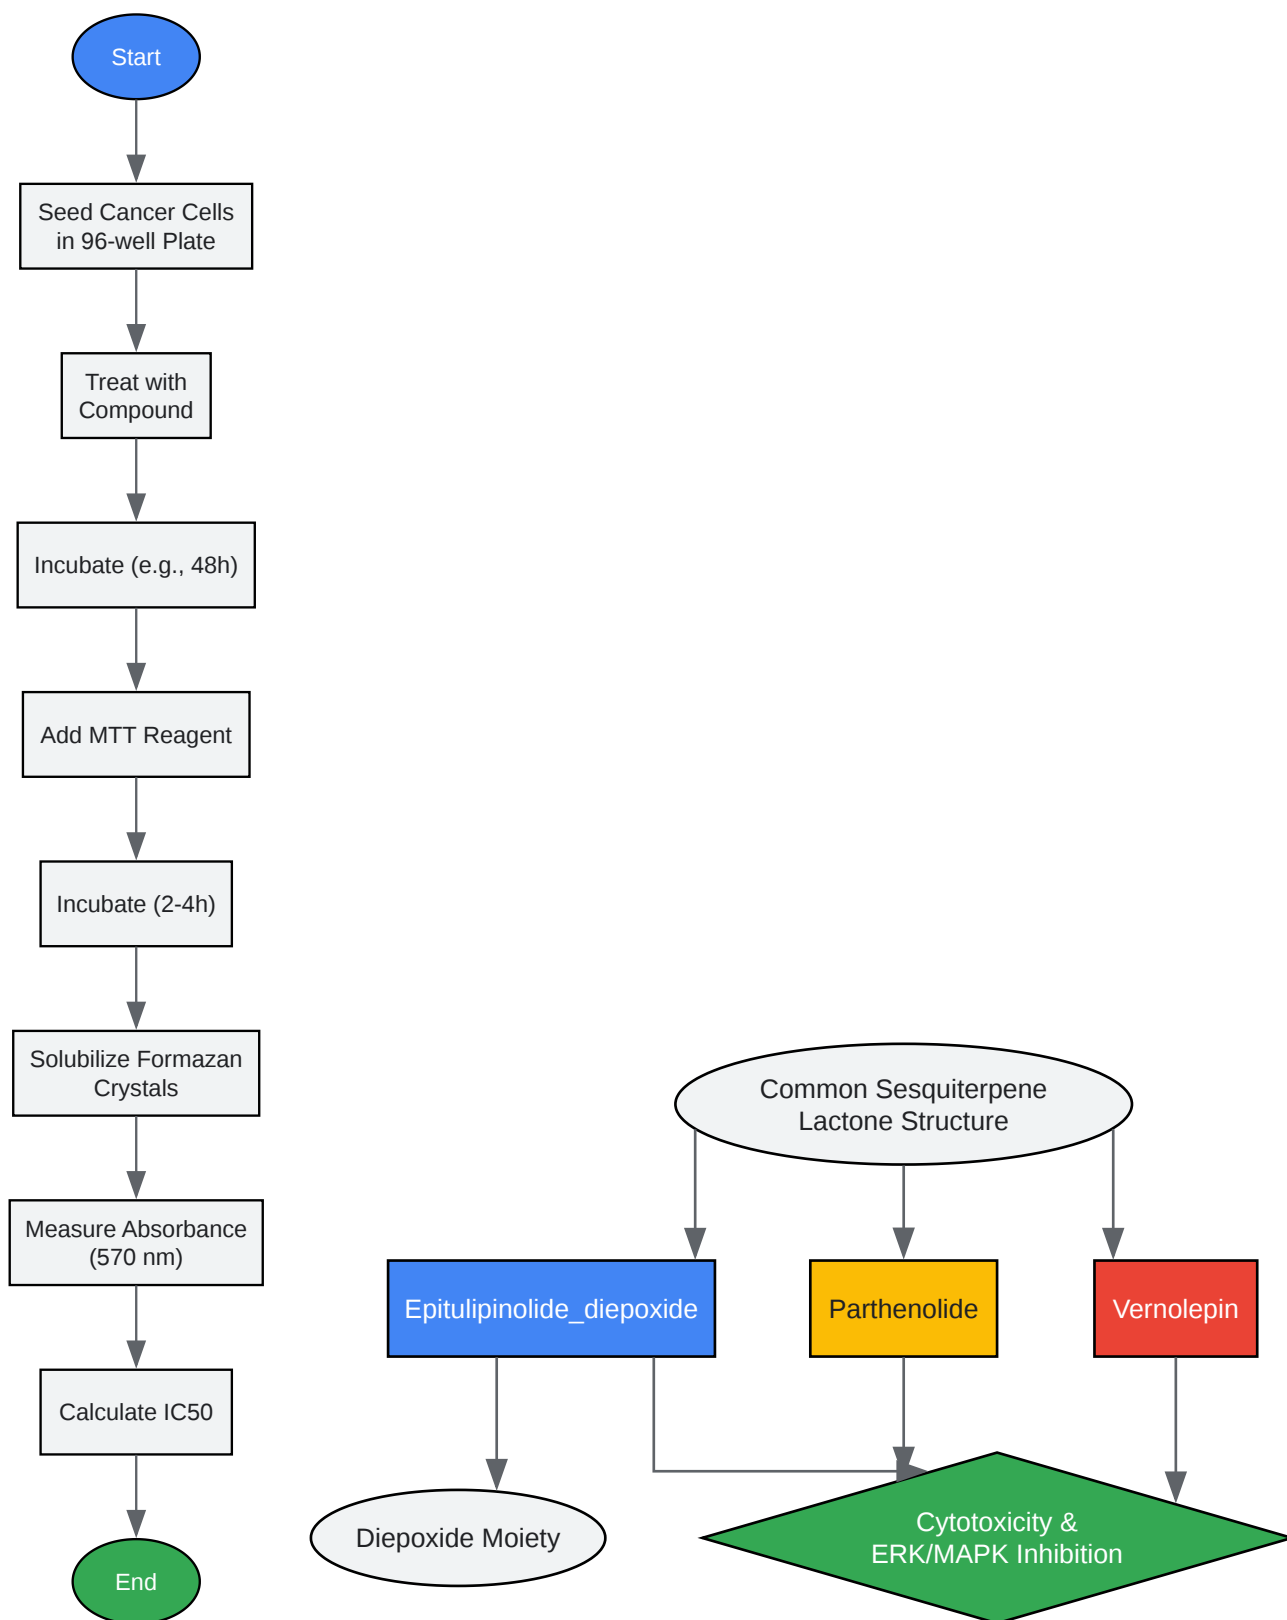 Start
Seed Cancer Cells
in 96-well Plate
Treat with
Compound
Incubate (e.g., 48h)
Add MTT Reagent
Incubate (2-4h)
Solubilize Formazan
Crystals
Measure Absorbance
(570 nm)
Calculate IC50
End
Common Sesquiterpene
Lactone Structure
Epitulipinolide_diepoxide
Parthenolide
Vernolepin
Diepoxide Moiety
Cytotoxicity &
ERK/MAPK Inhibition